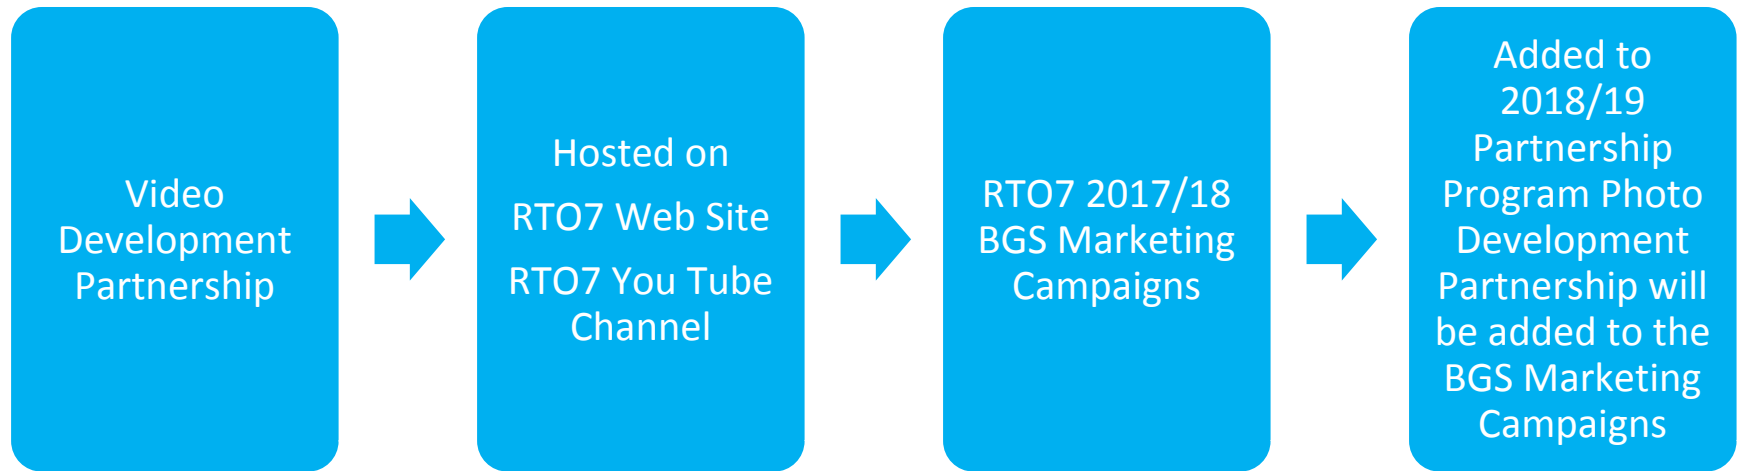 Video
Development
Partnership
Hosted on
RTO7 Web Site
RTO7 You Tube
Channel
RTO7 2017/18
BGS Marketing
Campaigns
Added to
2018/19
Partnership
Program Photo
Development
Partnership will
be added to the
BGS Marketing
Campaigns